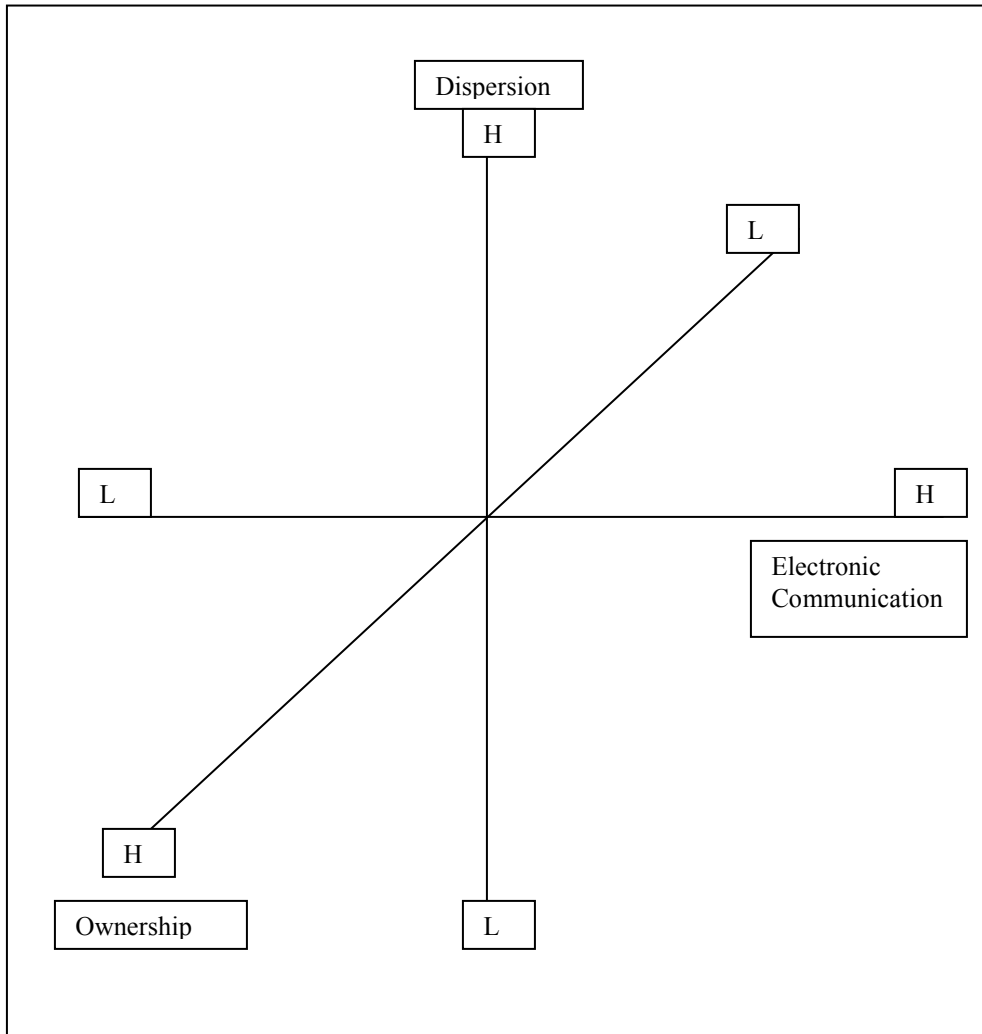 Dispersion
H
L
L
H
Electronic
Communication
H
Ownership
L